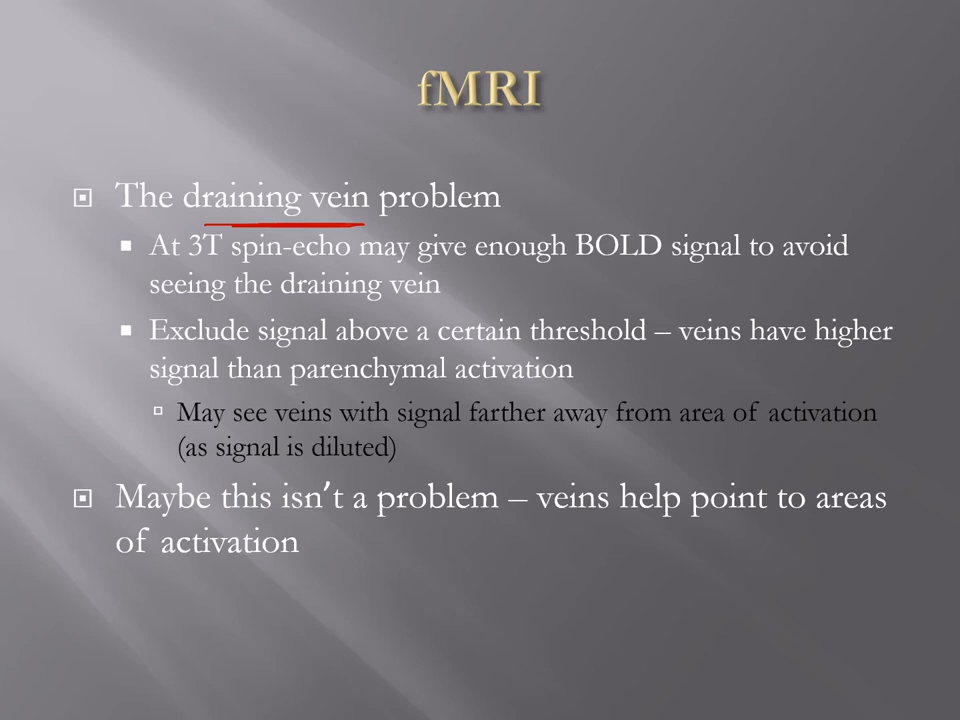 fMRI
The draining vein problem
At 3T spin-echo may give enough BOLD signal to avoid
seeing the draining vein
Exclude signal above a certain threshold – veins have higher
signal than parenchymal activation
May see veins with signal farther away from area of activation
(as signal is diluted)
Maybe this isn’t a problem – veins help point to areas
of activation